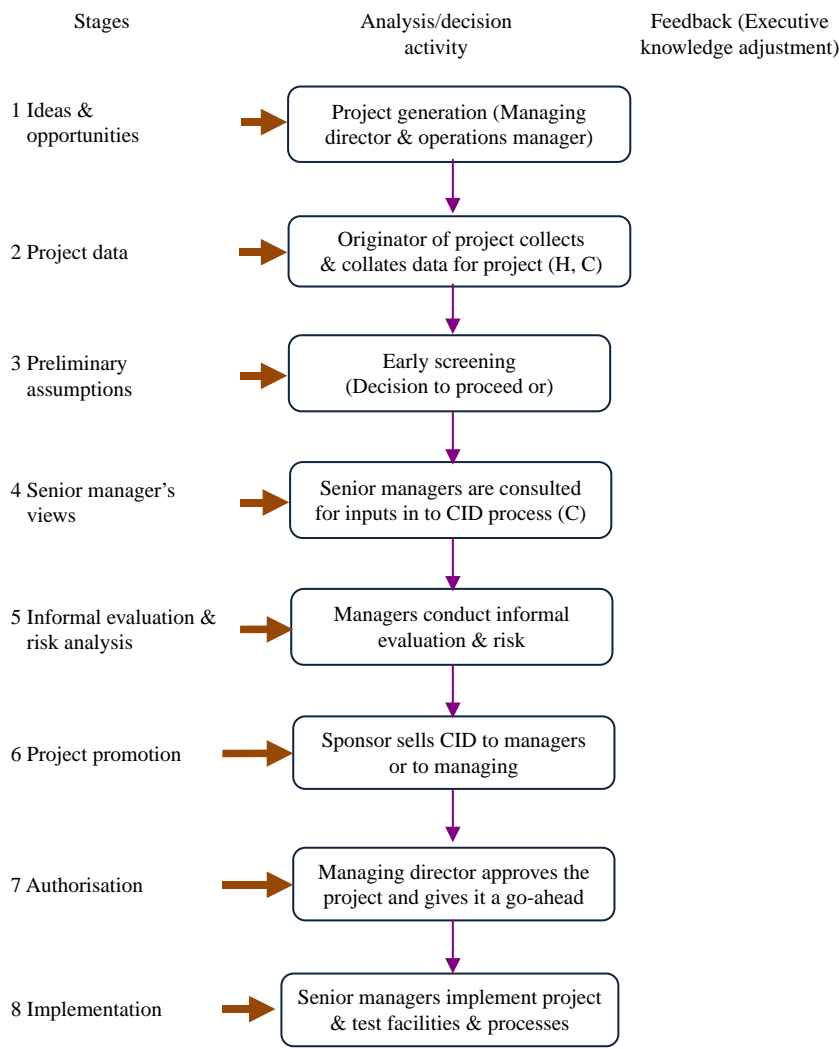 Stages
Analysis/decision
activity
Feedback (Executive
knowledge adjustment)
1 Ideas &
opportunities
Project generation (Managing
director & operations manager)
2 Project data
Originator of project collects
& collates data for project (H, C)
3 Preliminary
assumptions
Early screening
(Decision to proceed or)
4 Senior manager’s
views
Senior managers are consulted
for inputs in to CID process (C)
5 Informal evaluation &
risk analysis
Managers conduct informal
evaluation & risk
6 Project promotion
Sponsor sells CID to managers
or to managing
7 Authorisation
Managing director approves the
project and gives it a go-ahead
8 Implementation
Senior managers implement project
& test facilities & processes